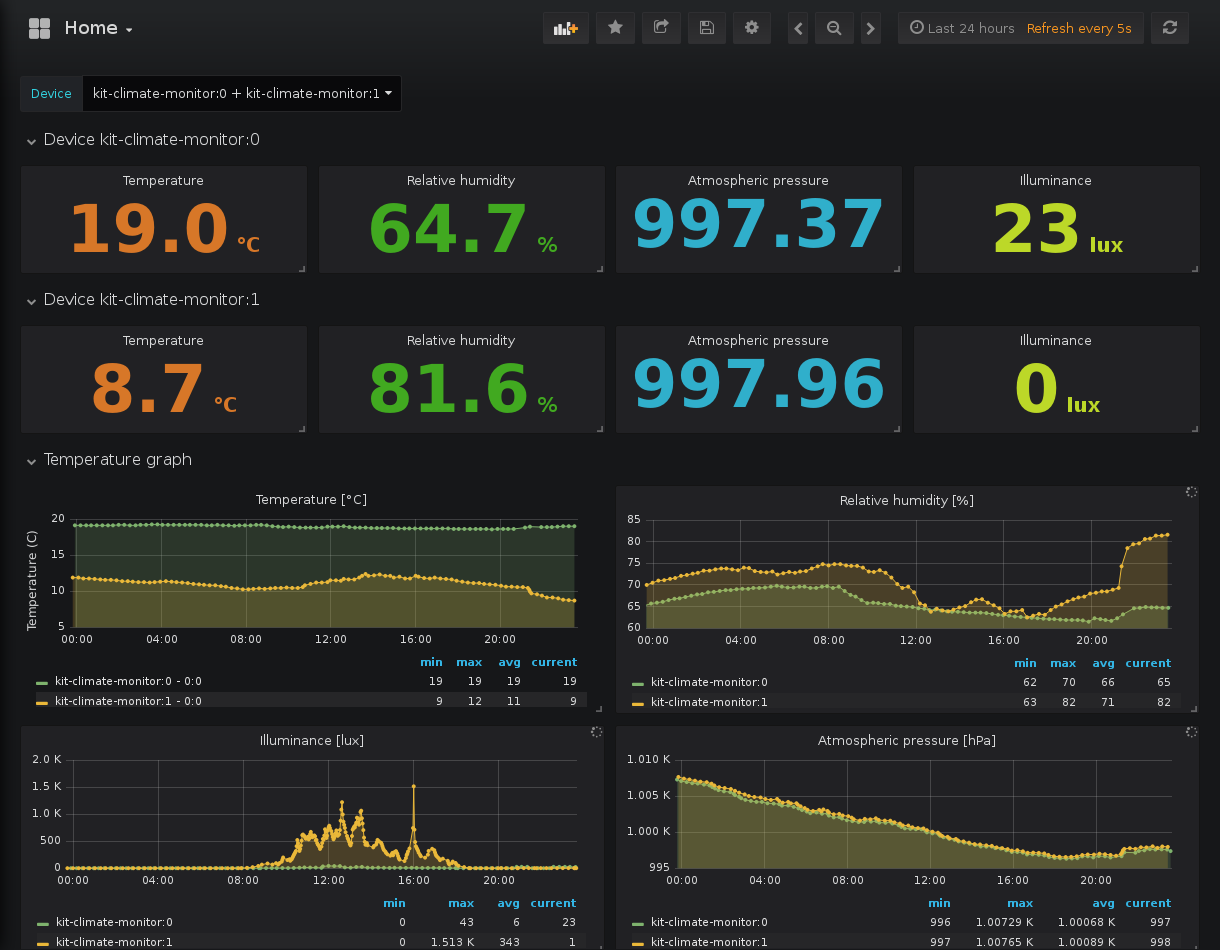 Home
Last 24 hours Refresh every 5s
Device kit-climate-monitor:0 + kit-climate-monitor:1
Device kit-climate-monitor:0
Temperature Relative humidity Atmospheric pressure Illuminance
19.0 °C 64.7 % 997.37 23 lux
Device kit-climate-monitor:1
Temperature Relative humidity Atmospheric pressure Illuminance
8.7 °C 81.6 % 997.96 0 lux
Temperature graph
Temperature [°C]
Temperature (C)
20
15
10
5
00:00 04:00 08:00 12:00 16:00 20:00
min max avg current
kit-climate-monitor:0 - 0:0 19 19 19 19
kit-climate-monitor:1 - 0:0 9 12 11 9
Relative humidity [%]
85
80
75
70
65
60
00:00 04:00 08:00 12:00 16:00 20:00
min max avg current
kit-climate-monitor:0 62 70 66 65
kit-climate-monitor:1 63 82 71 82
Illuminance [lux]
2.0 K
1.5 K
1.0 K
500
0
00:00 04:00 08:00 12:00 16:00 20:00
min max avg current
kit-climate-monitor:0 0 43 6 23
kit-climate-monitor:1 0 1.513 K 343 1
Atmospheric pressure [hPa]
1.010 K
1.005 K
1.000 K
995
00:00 04:00 08:00 12:00 16:00 20:00
min max avg current
kit-climate-monitor:0 996 1.00729 K 1.00068 K 997
kit-climate-monitor:1 997 1.00765 K 1.00089 K 998